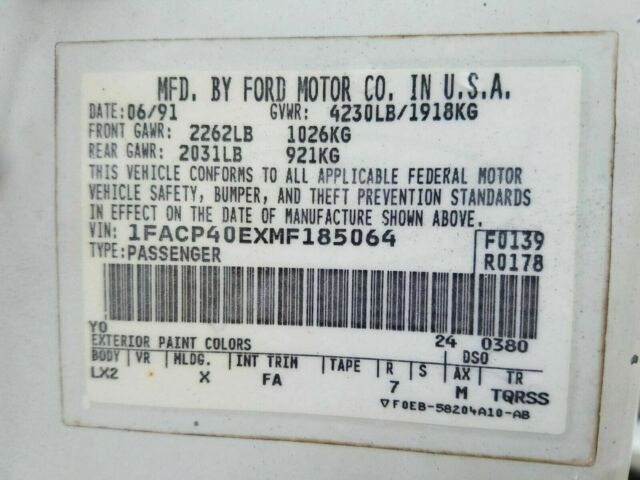 MFD. BY FORD MOTOR CO. IN U.S.A.
DATE: 06/91 GVWR: 4230LB/1918KG
FRONT GAWR: 2262LB 1026KG
REAR GAWR: 2031LB 921KG
THIS VEHICLE CONFORMS TO ALL APPLICABLE FEDERAL MOTOR
VEHICLE SAFETY, BUMPER, AND THEFT PREVENTION STANDARDS
IN EFFECT ON THE DATE OF MANUFACTURE SHOWN ABOVE.
VIN: 1FACP40EXMF185064 F0139
TYPE: PASSENGER R0178
YO
EXTERIOR PAINT COLORS 24 0380
BODY VR MLDG. INT TRIM TAPE R S AX TR
DSO
LX2 X FA 7 M TQRSS
▽F0EB-58204A10-AB